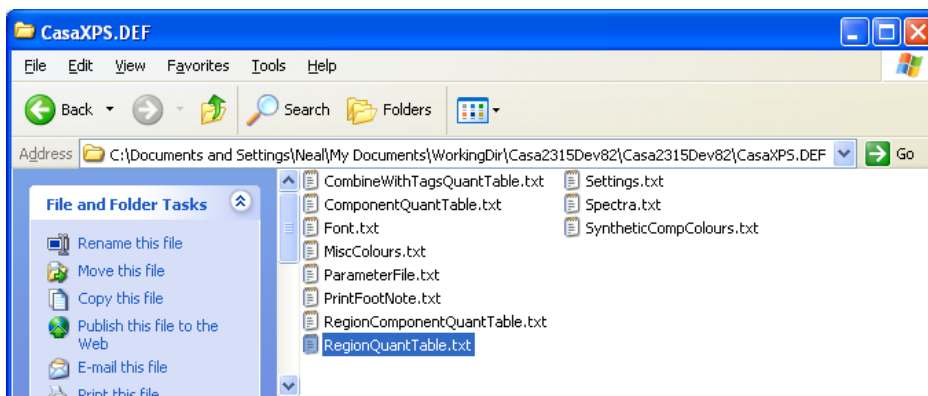 CasaXPS.DEF
File Edit View Favorites Tools Help
Back Search Folders
Address C:\Documents and Settings\Neal\My Documents\WorkingDir\Casa2315Dev82\Casa2315Dev82\CasaXPS.DEF Go
File and Folder Tasks
Rename this file
Move this file
Copy this file
Publish this file to the
Web
E-mail this file
Print this file
CombineWithTagsQuantTable.txt
ComponentQuantTable.txt
Font.txt
MiscColours.txt
ParameterFile.txt
PrintFootNote.txt
RegionComponentQuantTable.txt
RegionQuantTable.txt
Settings.txt
Spectra.txt
SyntheticCompColours.txt